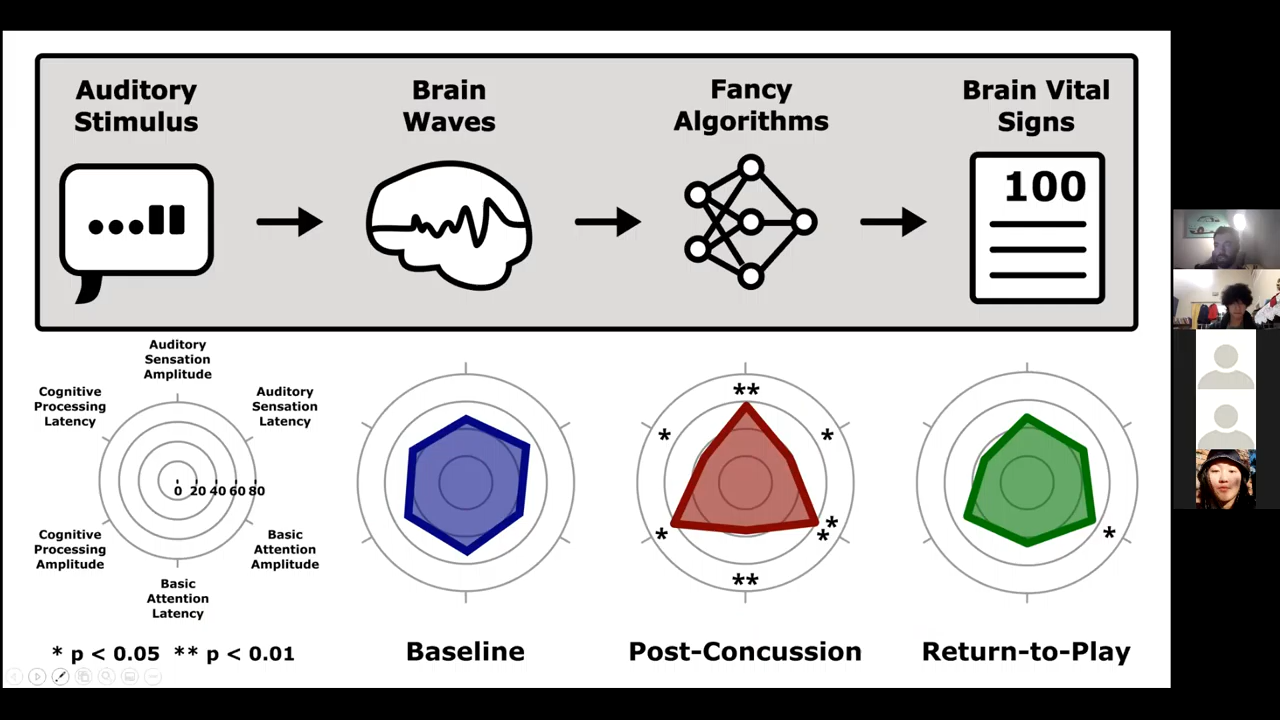 Auditory
Stimulus
Brain
Waves
Fancy
Algorithms
Brain Vital
Signs
100
Auditory
Sensation
Amplitude
Cognitive
Processing
Latency
Auditory
Sensation
Latency
0 20 40 60 80
Cognitive
Processing
Amplitude
Basic
Attention
Amplitude
Basic
Attention
Latency
* p < 0.05 ** p < 0.01
Baseline
**
*
*
*
*
*
**
Post-Concussion
*
Return-to-Play